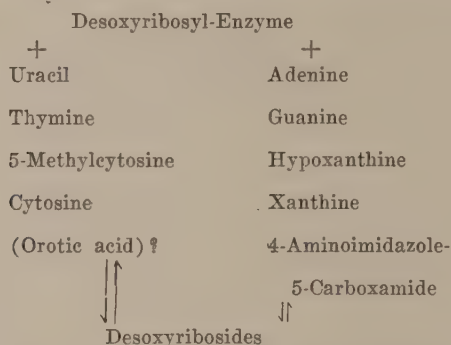 Desoxyribosyl-Enzyme
+ +
Uracil Adenine
Thymine Guanine
5-Methylcytosine Hypoxanthine
Cytosine Xanthine
(Orotic acid) ? 4-Aminoimidazole-
5-Carboxamide
Desoxyribosides